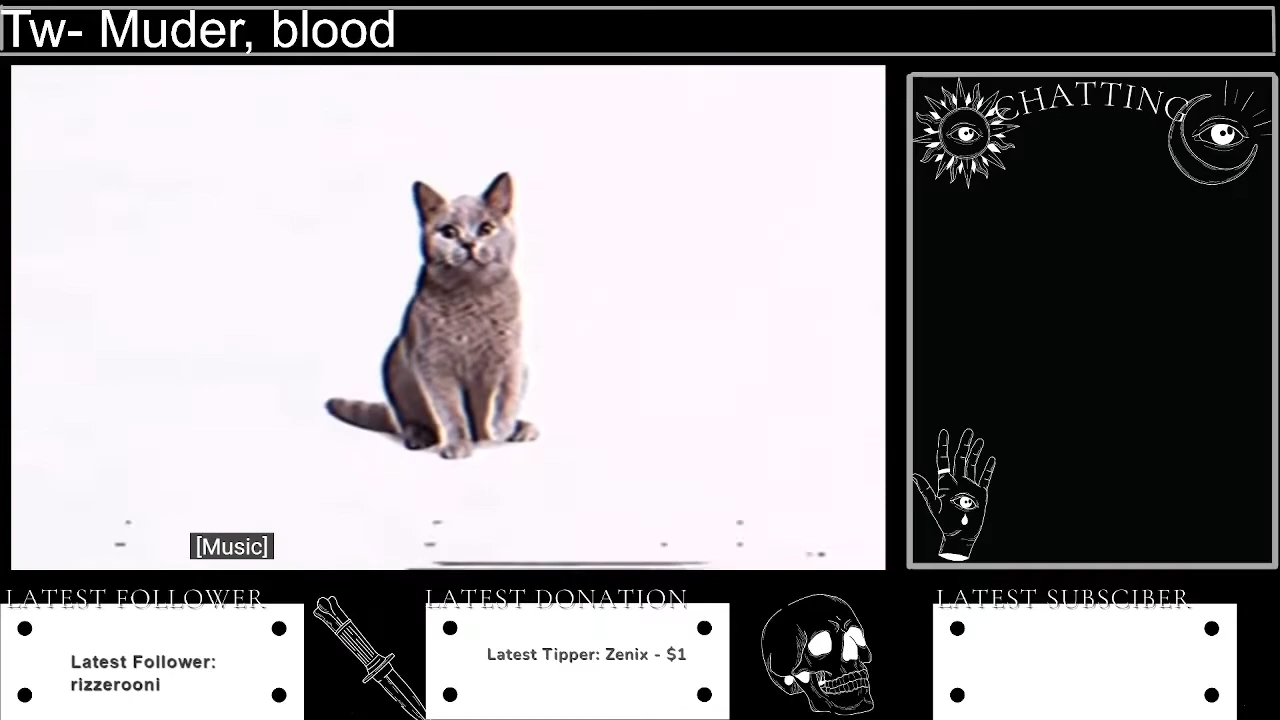 Tw- Muder, blood
CHATTING
[Music]
LATEST FOLLOWER
LATEST DONATION
LATEST SUBSCIBER
Latest Follower:
rizzerooni
Latest Tipper: Zenix - $1